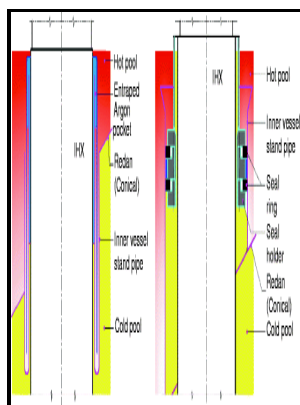 Hot pool
Entraped
Argon
pocket
IHX
Redan
(Conical)
Inner vessel
stand pipe
Cold pool
IHX
Hot pool
Inner vessel
stand pipe
Seal
ring
Seal
holder
Redan
(Conical)
Cold pool